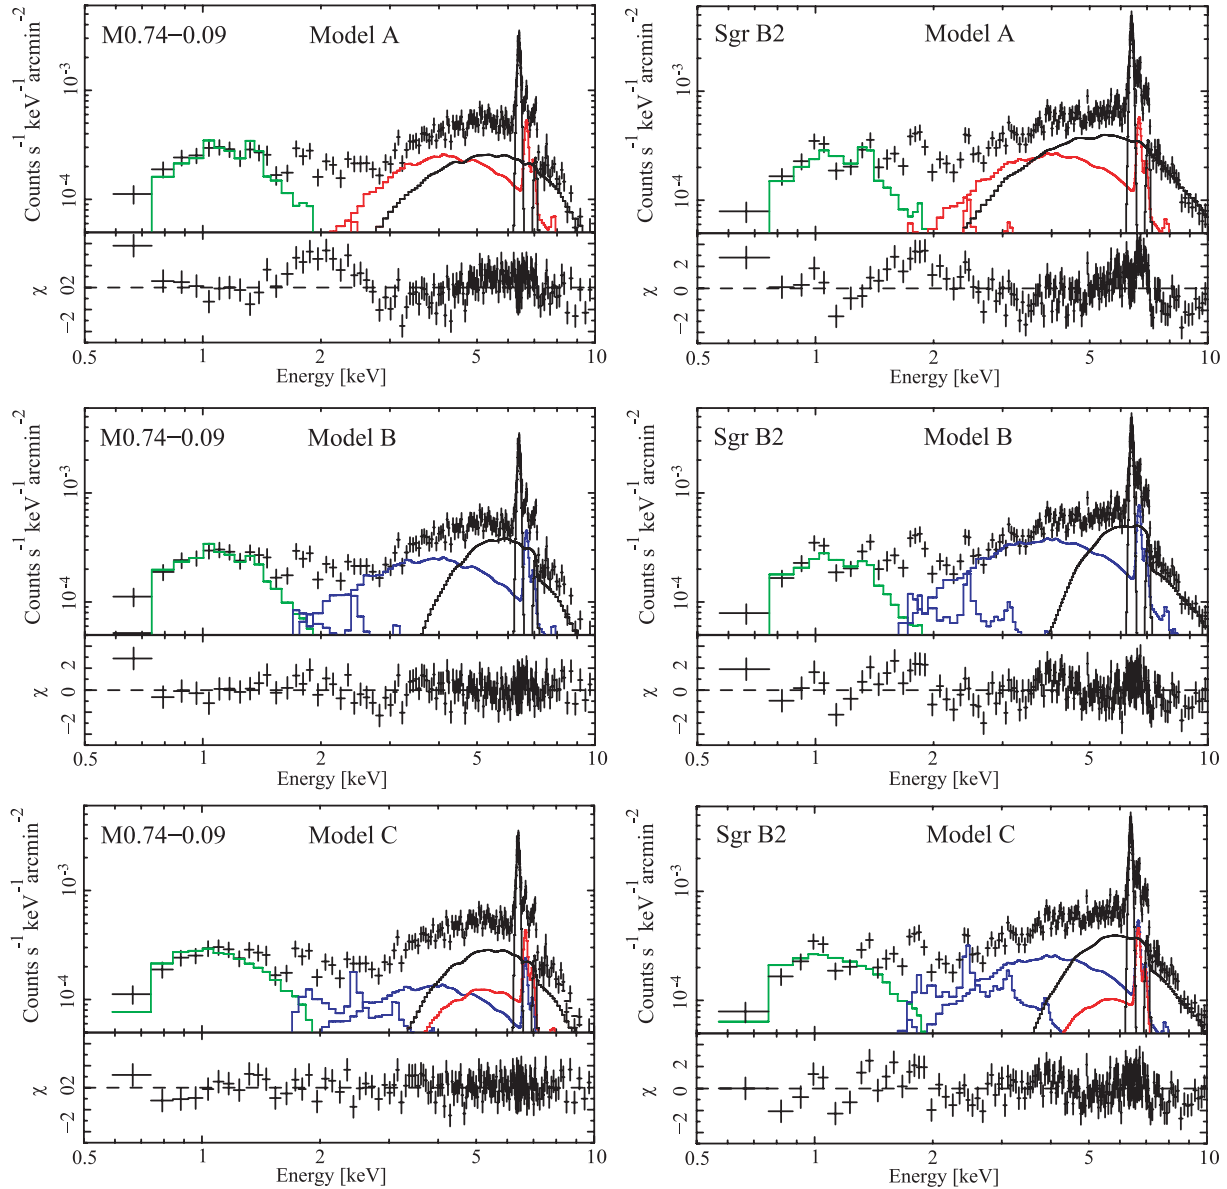 M0.74−0.09 Model A
Counts s⁻¹ keV⁻¹ arcmin⁻²
10⁻³
10⁻⁴
χ
02
−2
0.5 1 2 5 10
Energy [keV]
Sgr B2 Model A
Counts s⁻¹ keV⁻¹ arcmin⁻²
10⁻³
10⁻⁴
χ
2
0
−2
0.5 1 2 5 10
Energy [keV]
M0.74−0.09 Model B
Counts s⁻¹ keV⁻¹ arcmin⁻²
10⁻³
10⁻⁴
χ
2
0
−2
0.5 1 2 5 10
Energy [keV]
Sgr B2 Model B
Counts s⁻¹ keV⁻¹ arcmin⁻²
10⁻³
10⁻⁴
χ
2
0
−2
0.5 1 2 5 10
Energy [keV]
M0.74−0.09 Model C
Counts s⁻¹ keV⁻¹ arcmin⁻²
10⁻³
10⁻⁴
χ
02
−2
0.5 1 2 5 10
Energy [keV]
Sgr B2 Model C
Counts s⁻¹ keV⁻¹ arcmin⁻²
10⁻³
10⁻⁴
χ
2
0
−2
0.5 1 2 5 10
Energy [keV]